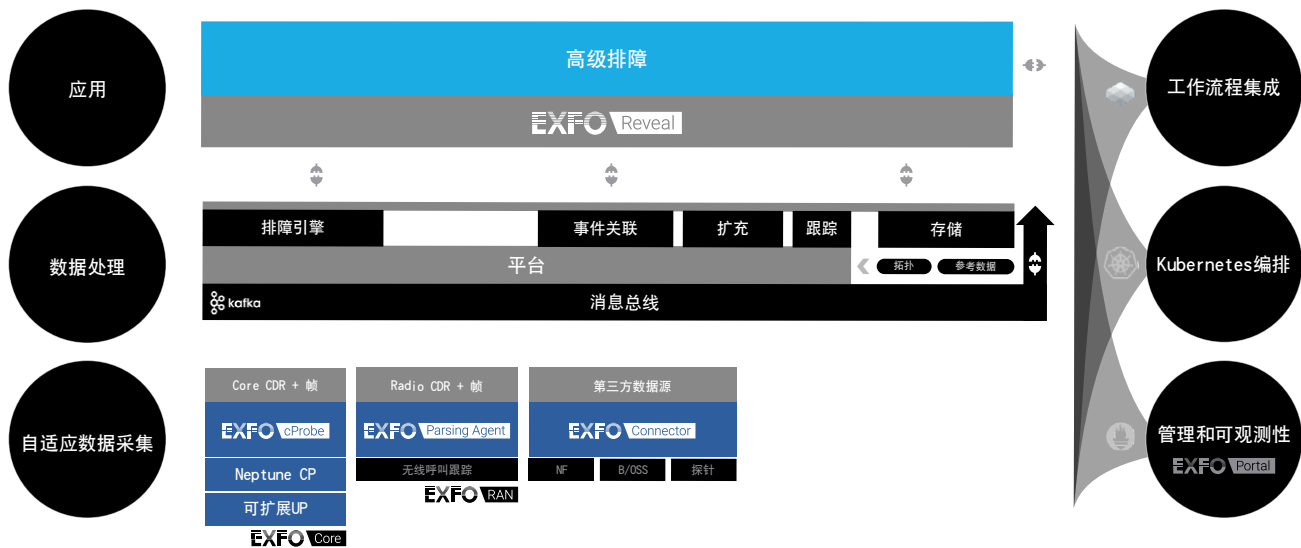 应用
高级排障
EXFO Reveal
工作流程集成
数据处理
排障引擎
事件关联
扩充
跟踪
存储
平台
拓扑
参考数据
kafka
消息总线
Kubernetes编排
自适应数据采集
Core CDR + 帧
EXFO cProbe
Neptune CP
可扩展UP
EXFO Core
Radio CDR + 帧
EXFO Parsing Agent
无线呼叫跟踪
EXFO RAN
第三方数据源
EXFO Connector
NF
B/OSS
探针
管理和可观测性
EXFO Portal